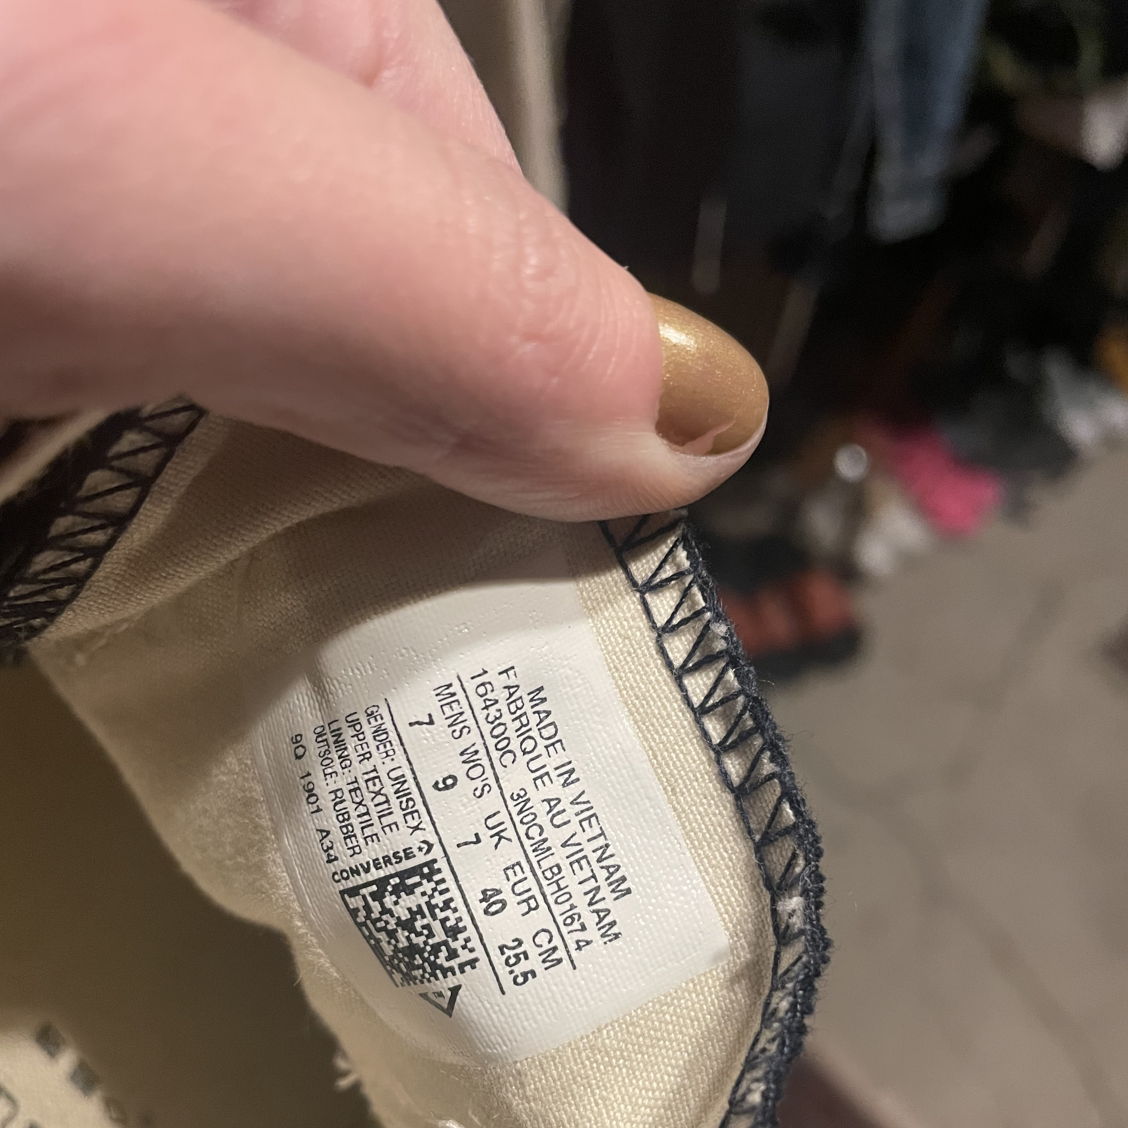 MADE IN VIETNAM
FABRIQUE AU VIETNAM
164300C 3N0CMLBH01674
MENS WO'S UK EUR CM
7 9 7 40 25.5
GENDER: UNISEX
UPPER TEXTILE
LINING: TEXTILE
OUTSOLE: RUBBER
9Q 1901 A34
CONVERSE